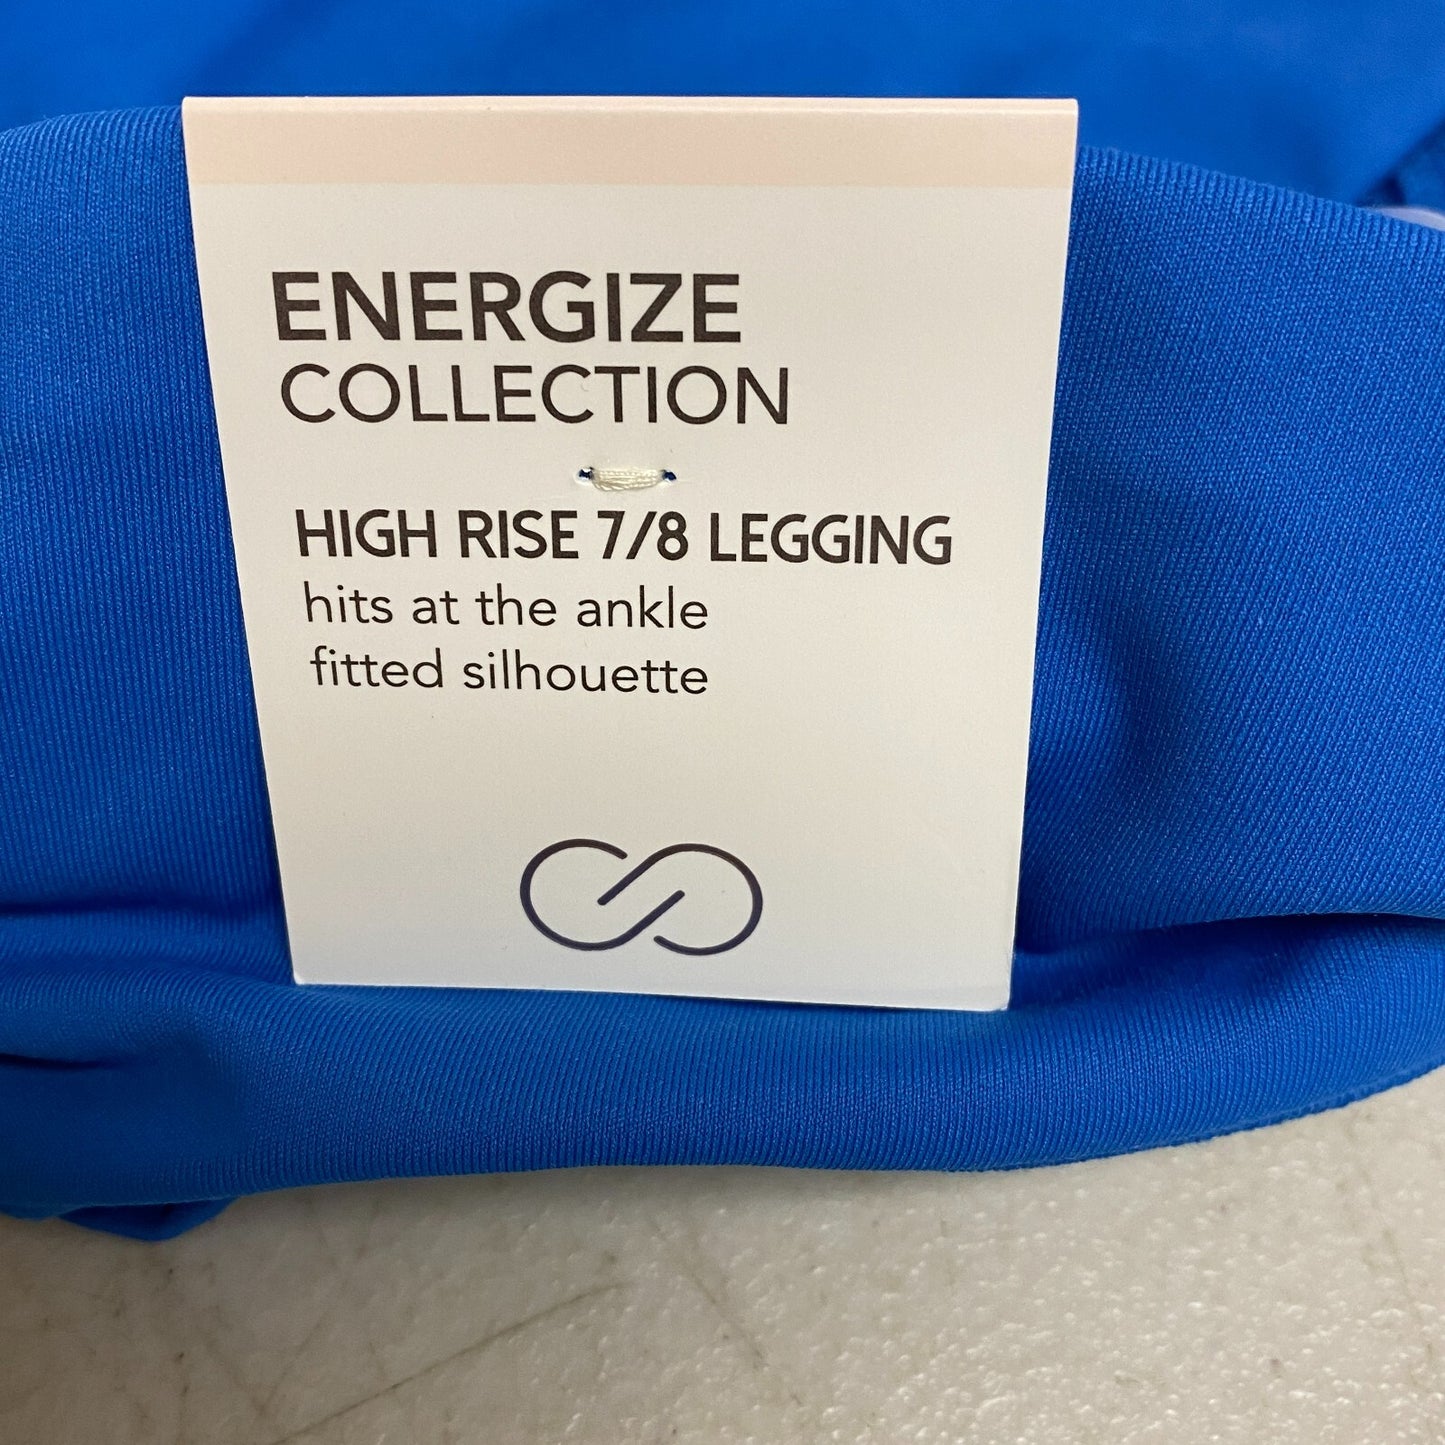 ENERGIZE
COLLECTION
HIGH RISE 7/8 LEGGING
hits at the ankle
fitted silhouette